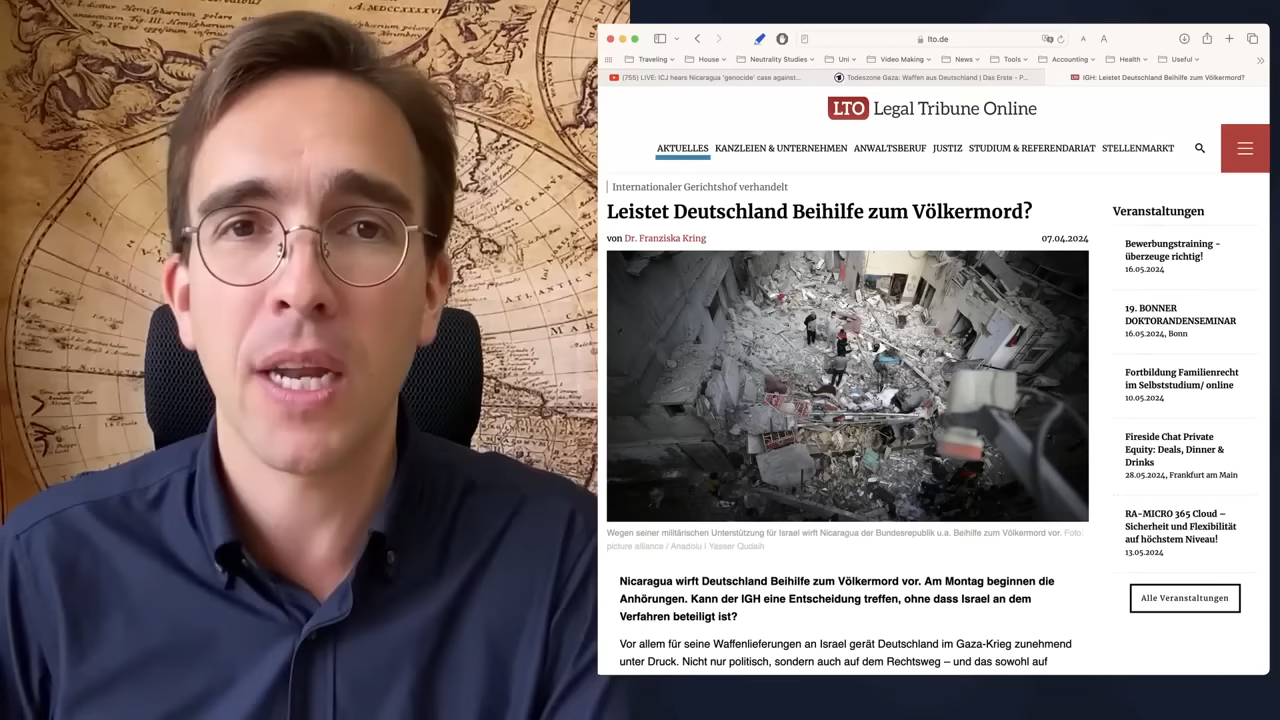 lto.de
Traveling
House
Neutrality Studies
Uni
Video Making
News
Tools
Accounting
Health
Useful
(755) LIVE: ICJ hears Nicaragua 'genocide' case against...
Todeszone Gaza: Waffen aus Deutschland | Das Erste - P...
IGH: Leistet Deutschland Beihilfe zum Völkermord?
LTO Legal Tribune Online
AKTUELLES KANZLEIEN & UNTERNEHMEN ANWALTSBERUF JUSTIZ STUDIUM & REFERENDARIAT STELLENMARKT
Internationaler Gerichtshof verhandelt
Leistet Deutschland Beihilfe zum Völkermord?
von Dr. Franziska Kring
07.04.2024
Wegen seiner militärischen Unterstützung für Israel wirft Nicaragua der Bundesrepublik u.a. Beihilfe zum Völkermord vor. Foto:
picture alliance / Anadolu | Yasser Qudaih
Nicaragua wirft Deutschland Beihilfe zum Völkermord vor. Am Montag beginnen die
Anhörungen. Kann der IGH eine Entscheidung treffen, ohne dass Israel an dem
Verfahren beteiligt ist?
Vor allem für seine Waffenlieferungen an Israel gerät Deutschland im Gaza-Krieg zunehmend
unter Druck. Nicht nur politisch, sondern auch auf dem Rechtsweg – und das sowohl auf
Veranstaltungen
Bewerbungstraining -
überzeuge richtig!
16.05.2024
19. BONNER
DOKTORANDENSEMINAR
16.05.2024, Bonn
Fortbildung Familienrecht
im Selbststudium/ online
10.05.2024
Fireside Chat Private
Equity: Deals, Dinner &
Drinks
28.05.2024, Frankfurt am Main
RA-MICRO 365 Cloud –
Sicherheit und Flexibilität
auf höchstem Niveau!
13.05.2024
Alle Veranstaltungen